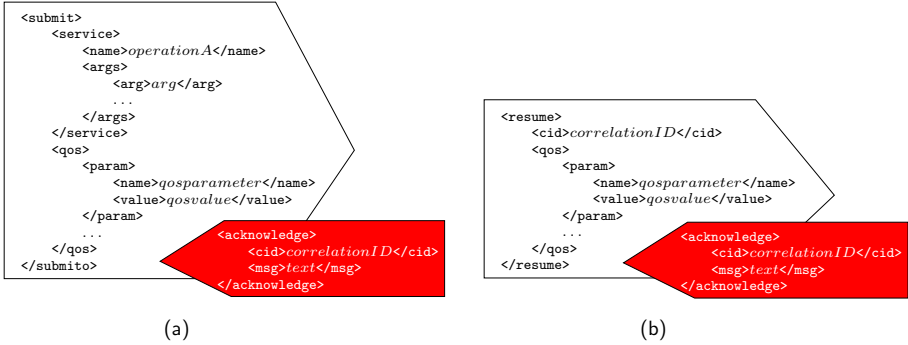 <submit>
<service>
<name>operationA</name>
<args>
<arg>arg</arg>
...
</args>
</service>
<qos>
<param>
<name>qosparameter</name>
<value>qosvalue</value>
</param>
...
</qos>
</submito>
<acknowledge>
<cid>correlationID</cid>
<msg>text</msg>
</acknowledge>
(a)
<resume>
<cid>correlationID</cid>
<qos>
<param>
<name>qosparameter</name>
<value>qosvalue</value>
</param>
...
</qos>
</resume>
<acknowledge>
<cid>correlationID</cid>
<msg>text</msg>
</acknowledge>
(b)